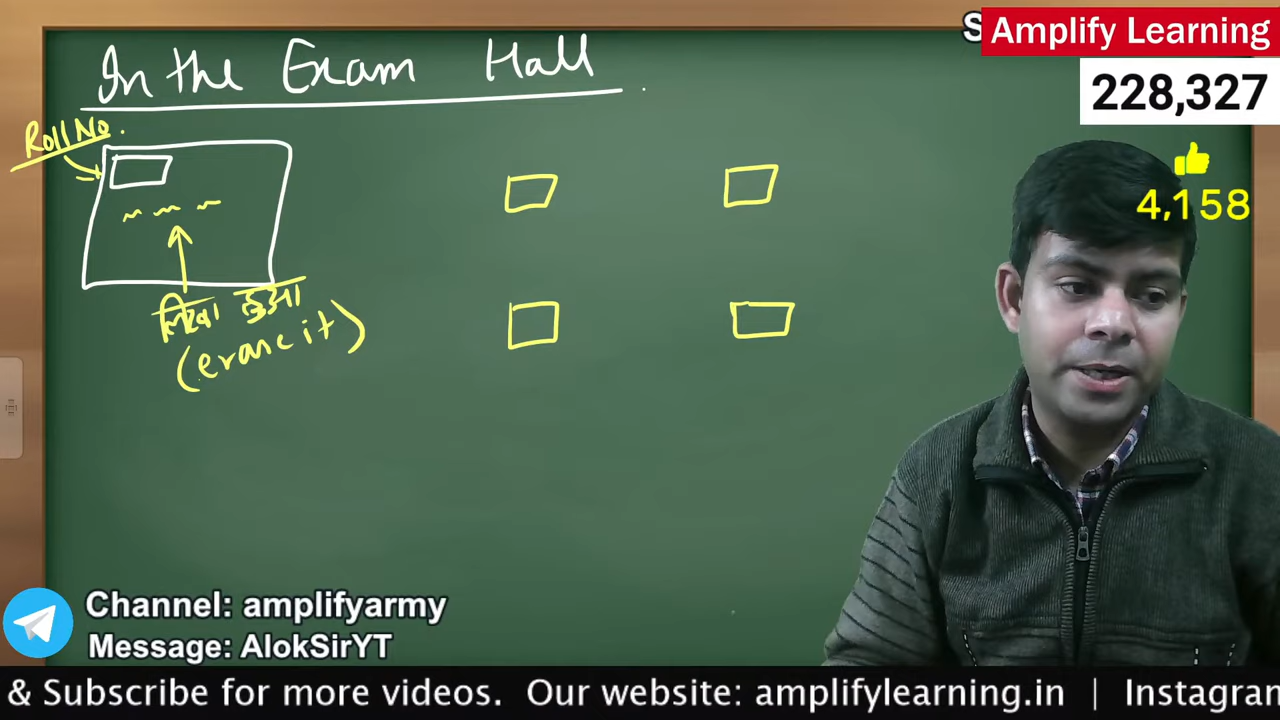 In the Exam Hall
Amplify Learning
228,327
4,158
Roll No.
लिखा हुआ
(erase it)
Channel: amplifyarmy
Message: AlokSirYT
& Subscribe for more videos. Our website: amplifylearning.in | Instagran